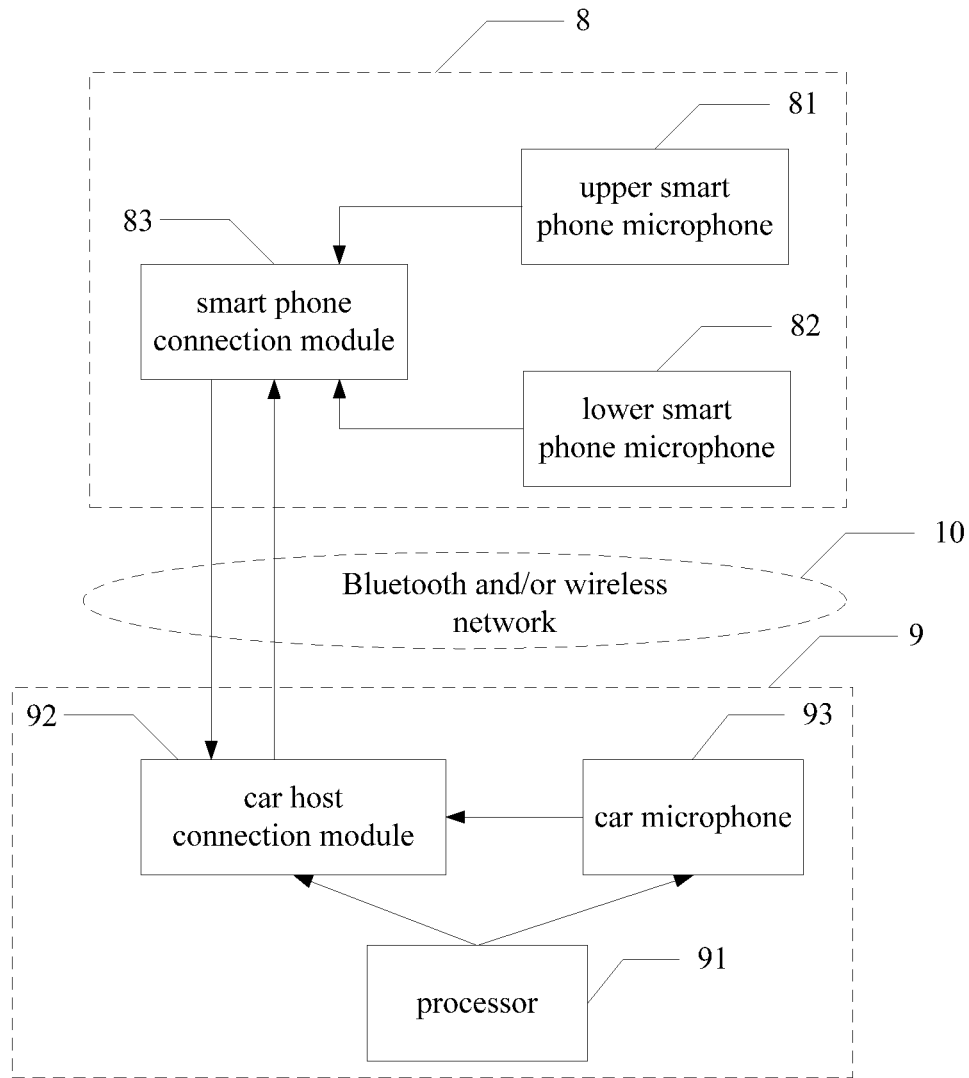 8
81
upper smart
phone microphone
83
smart phone
connection module
82
lower smart
phone microphone
10
Bluetooth and/or wireless
network
9
92
93
car host
connection module
car microphone
91
processor